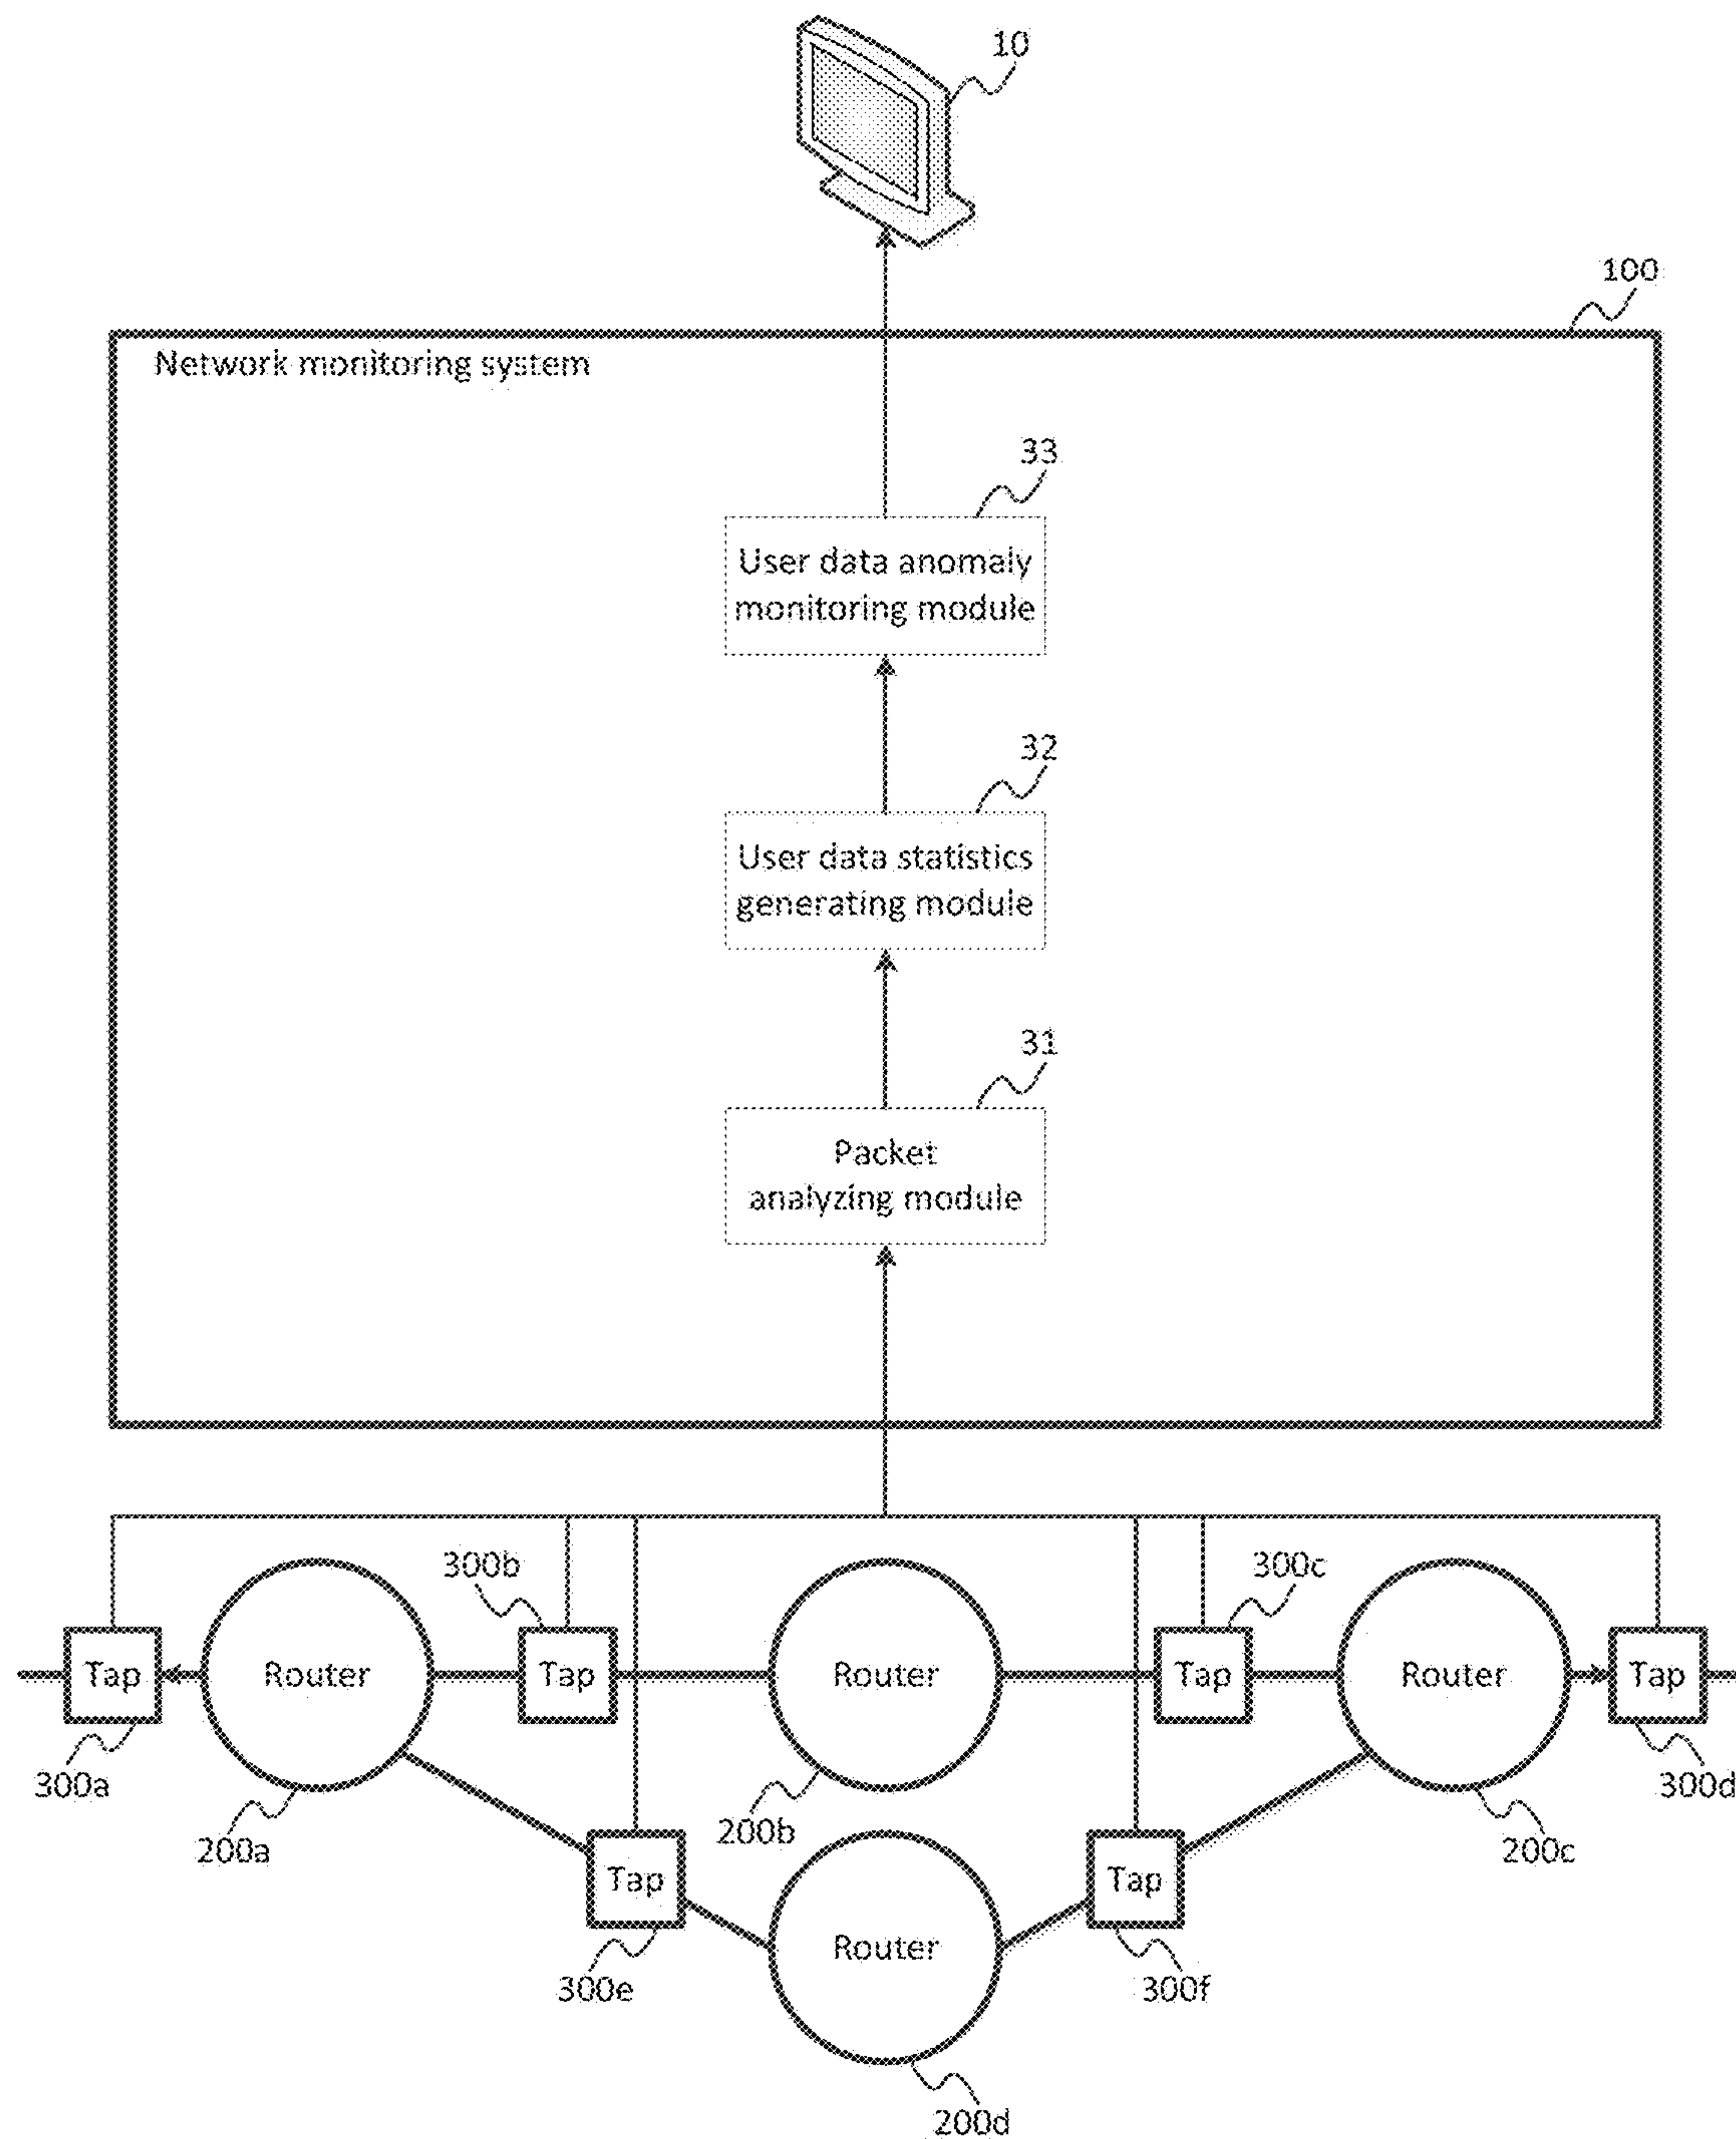 10
100
Network monitoring system
33
User data anomaly
monitoring module
32
User data statistics
generating module
31
Packet
analyzing module
300b
300c
Tap
Router
Tap
Router
Tap
Router
Tap
300a
200a
200b
200c
300d
Tap
Tap
Router
300e
300f
200d